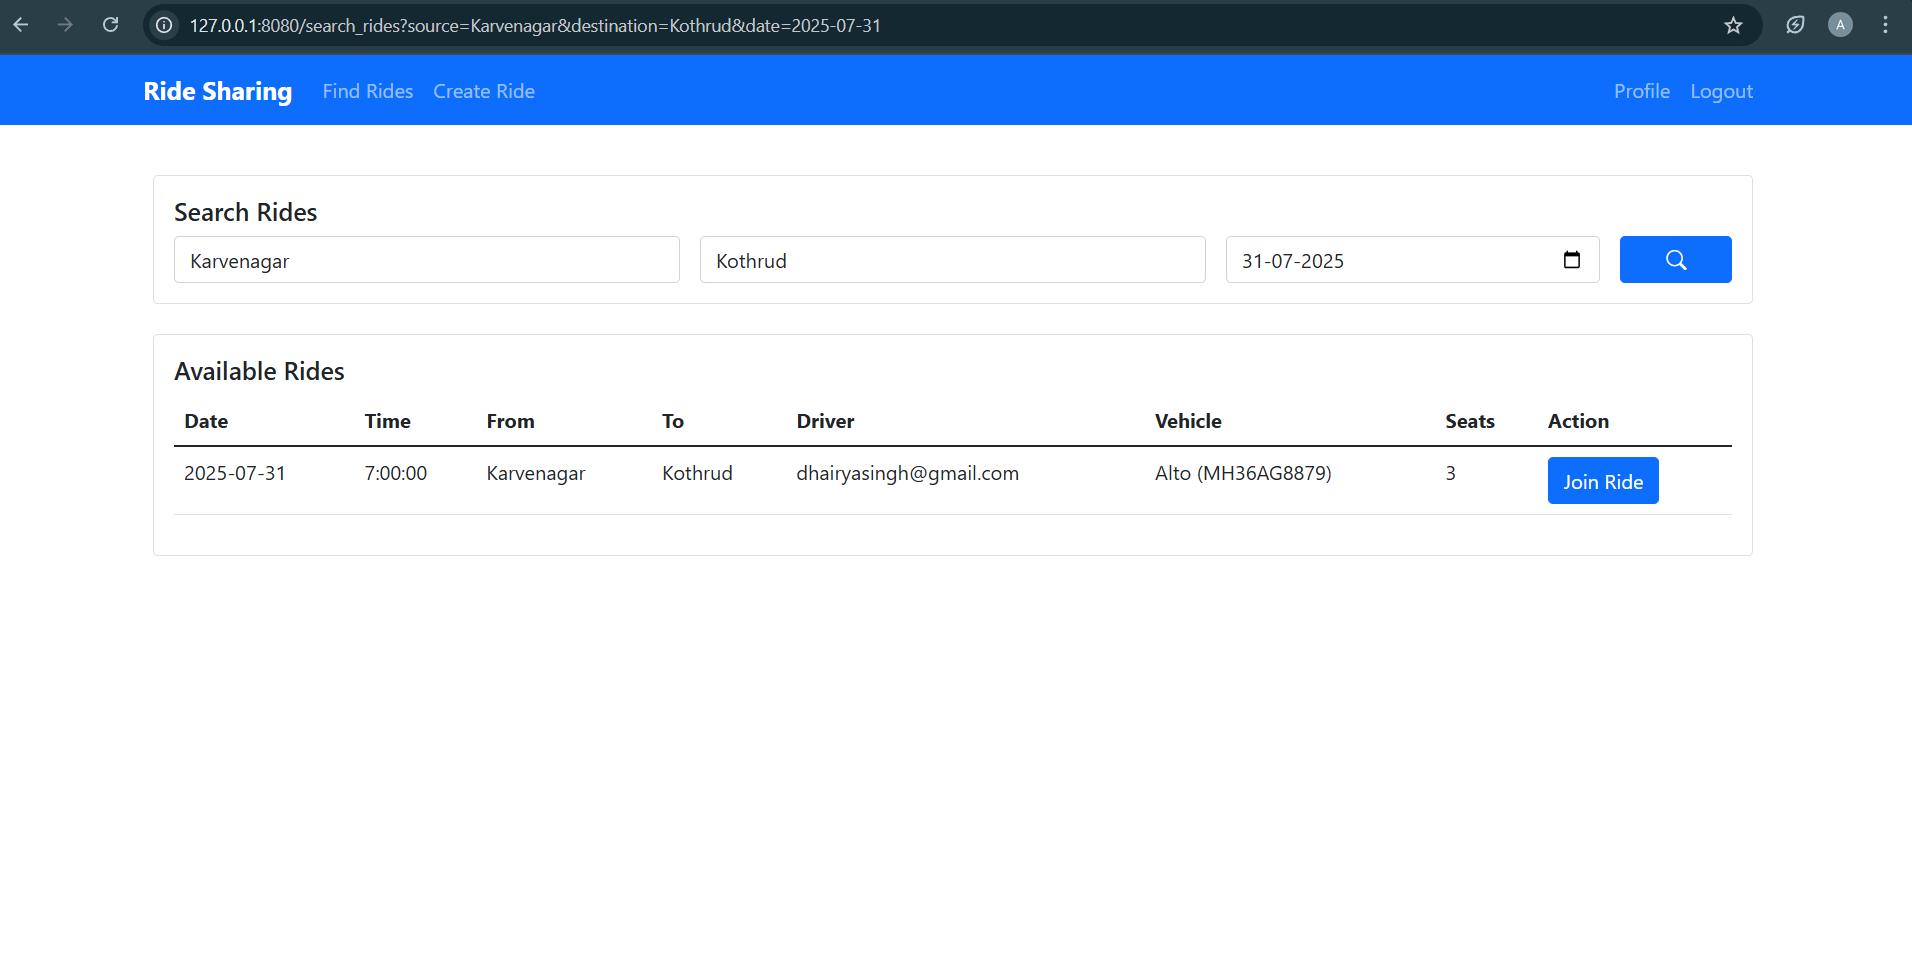 127.0.0.1:8080/search_rides?source=Karvenagar&destination=Kothrud&date=2025-07-31 A
Ride Sharing Find Rides Create Ride Profile Logout
Search Rides
Karvenagar Kothrud 31-07-2025
Available Rides
Date Time From To Driver Vehicle Seats Action
2025-07-31 7:00:00 Karvenagar Kothrud dhairyasingh@gmail.com Alto (MH36AG8879) 3 Join Ride